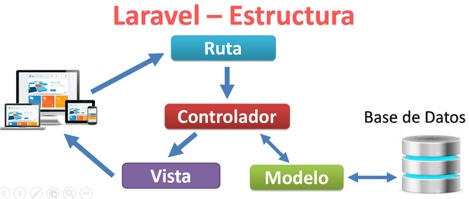 Laravel – Estructura
Ruta
Controlador
Base de Datos
Vista
Modelo